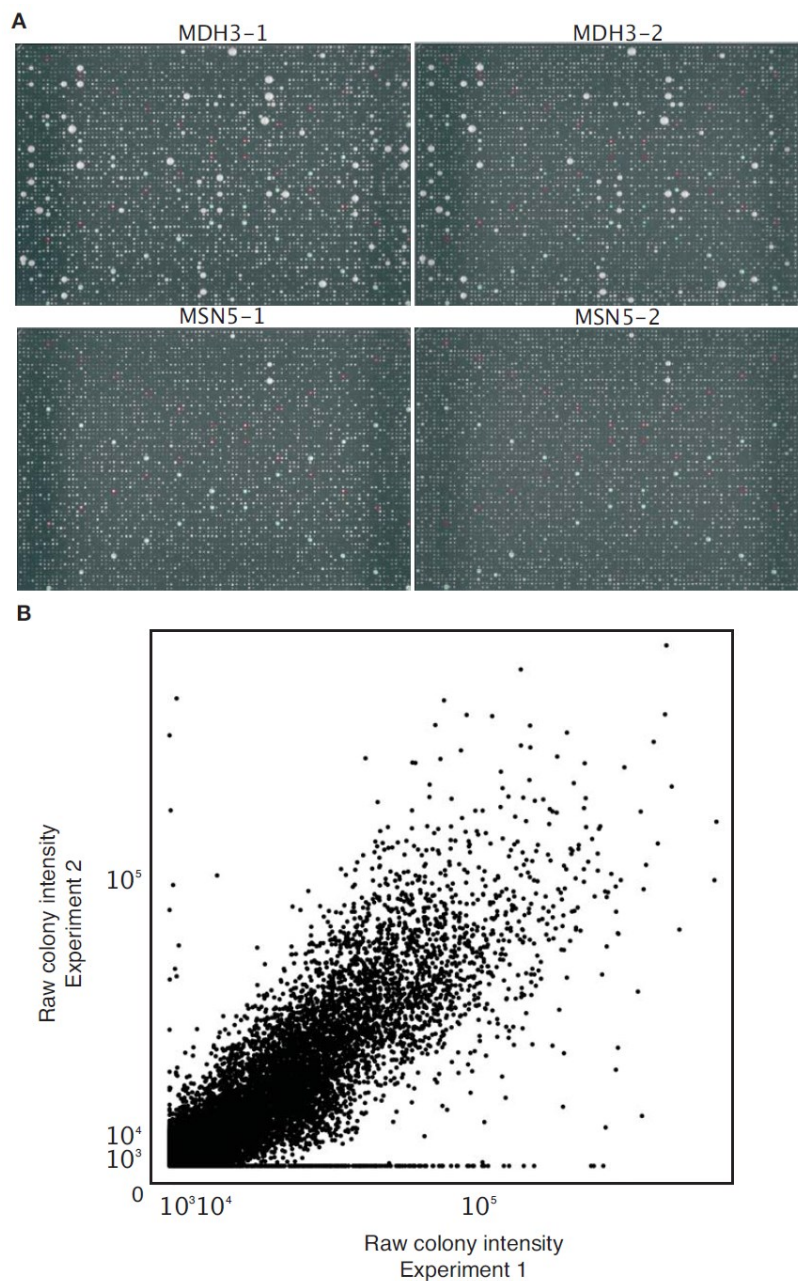 A
MDH3-1 MDH3-2
MSN5-1 MSN5-2
B
Raw colony intensity
Experiment 2
10⁵
10⁴
10³
0
10³10⁴ 10⁵
Raw colony intensity
Experiment 1